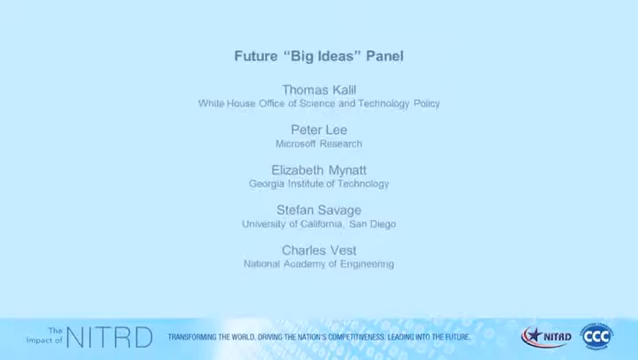 Future “Big Ideas” Panel
Thomas Kalil
White House Office of Science and Technology Policy
Peter Lee
Microsoft Research
Elizabeth Mynatt
Georgia Institute of Technology
Stefan Savage
University of California, San Diego
Charles Vest
National Academy of Engineering
The
Impact of NITRD
TRANSFORMING THE WORLD. DRIVING THE NATION'S COMPETITIVENESS. LEADING INTO THE FUTURE.
NITRD
CCC